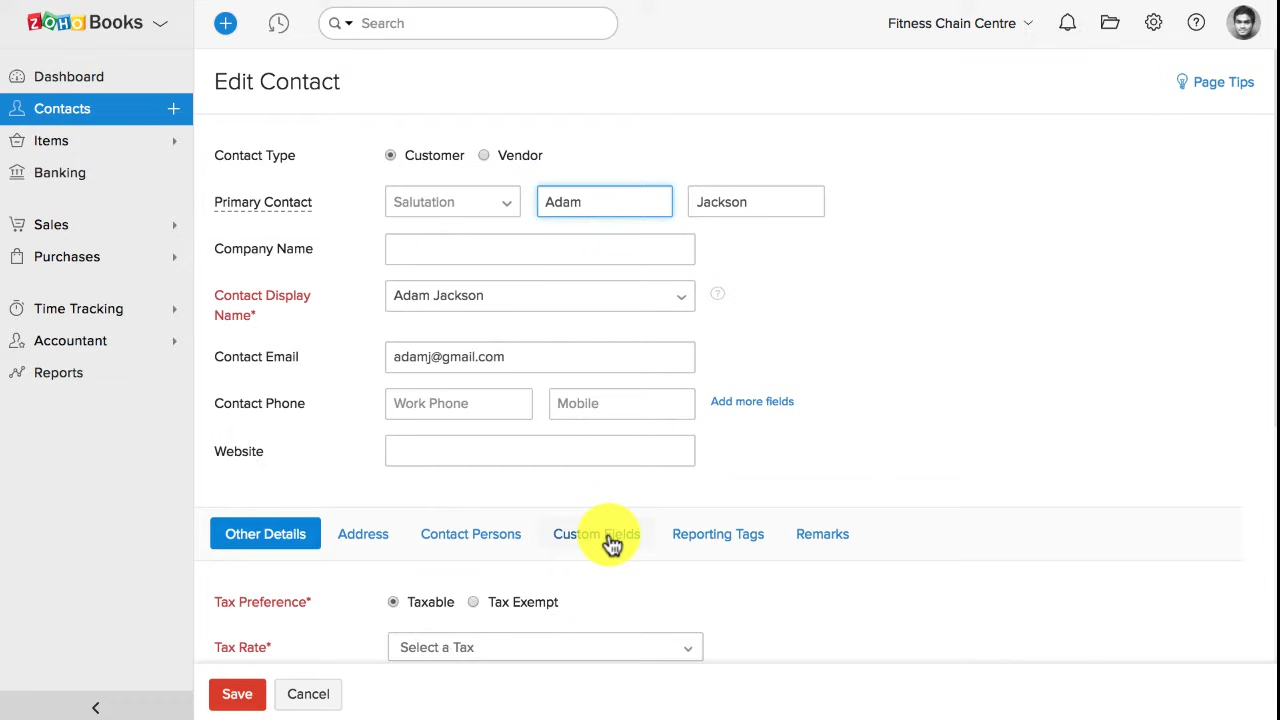 ZOHO Books
Search
Fitness Chain Centre
Dashboard
Contacts
Items
Banking
Sales
Purchases
Time Tracking
Accountant
Reports
Edit Contact
Page Tips
Contact Type
Customer Vendor
Primary Contact
Salutation Adam Jackson
Company Name
Contact Display
Name*
Adam Jackson
?
Contact Email
adamj@gmail.com
Contact Phone
Work Phone Mobile Add more fields
Website
Other Details Address Contact Persons Custom Fields Reporting Tags Remarks
Tax Preference* Taxable Tax Exempt
Tax Rate* Select a Tax
Save Cancel